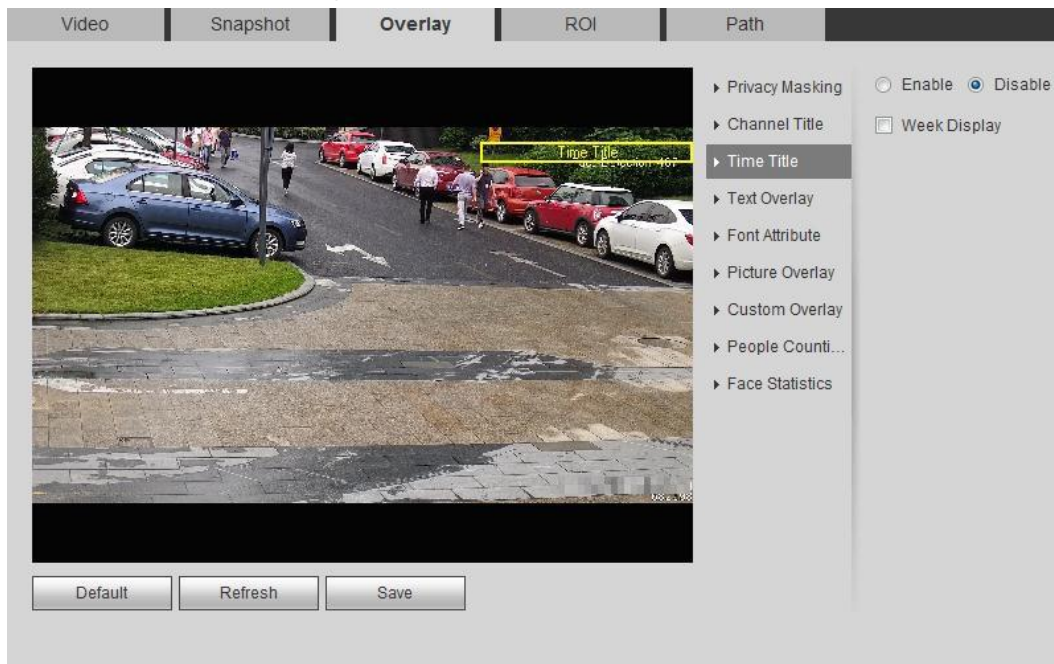 Video Snapshot Overlay ROI Path
Privacy Masking
Enable Disable
Channel Title
Week Display
Time Title
Time Title
Text Overlay
Font Attribute
Picture Overlay
Custom Overlay
People Counti...
Face Statistics
Default Refresh Save